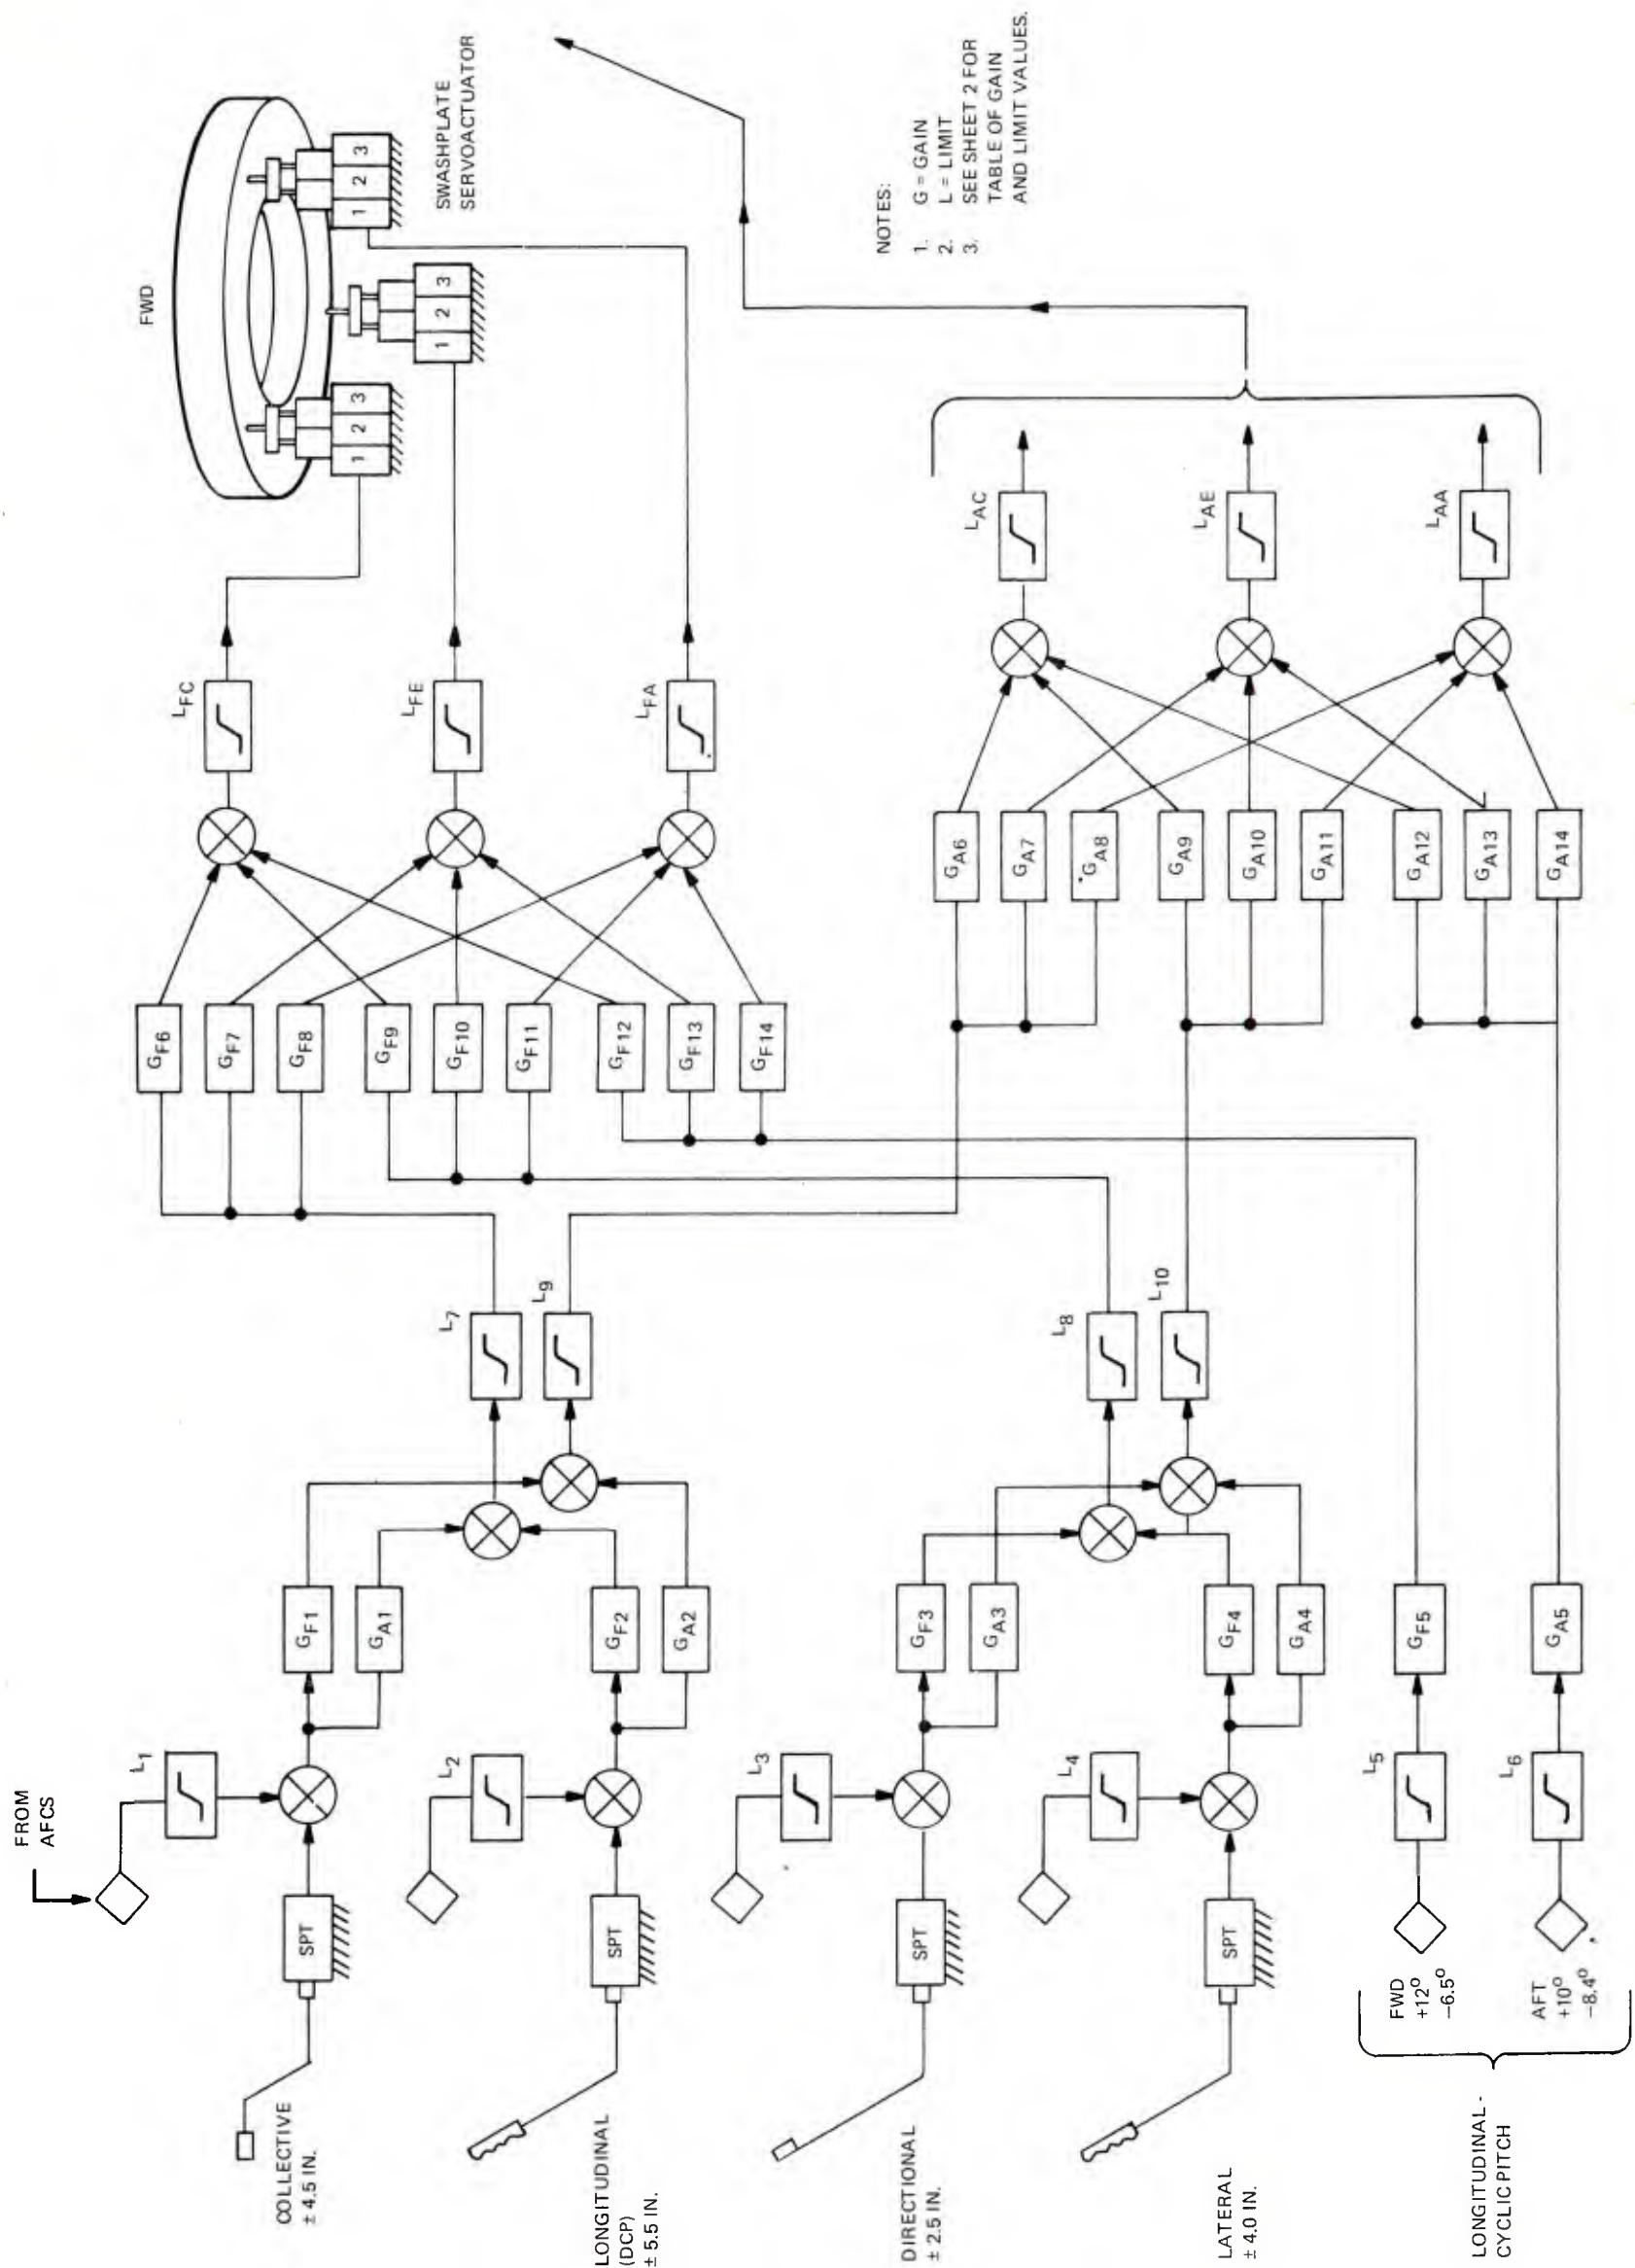 FROM
AFCS
L1
L2
L3
L4
L5
L6
COLLECTIVE
± 4.5 IN.
SPT
GF1
GA1
LONGITUDINAL
(DCP)
± 5.5 IN.
SPT
GF2
GA2
DIRECTIONAL
± 2.5 IN.
SPT
GF3
GA3
LATERAL
± 4.0 IN.
SPT
GF4
GA4
LONGITUDINAL -
CYCLIC PITCH
FWD
+12°
−6.5°
GF5
AFT
+10°
−8.4°
GA5
L7
L9
L8
L10
GF6
GF7
GF8
GF9
GF10
GF11
GF12
GF13
GF14
GA6
GA7
GA8
GA9
GA10
GA11
GA12
GA13
GA14
LFC
LFE
LFA
LAC
LAE
LAA
FWD
1 2 3
1 2 3
1 2 3
SWASHPLATE
SERVOACTUATOR
NOTES:
1. G = GAIN
2. L = LIMIT
3. SEE SHEET 2 FOR
TABLE OF GAIN
AND LIMIT VALUES.